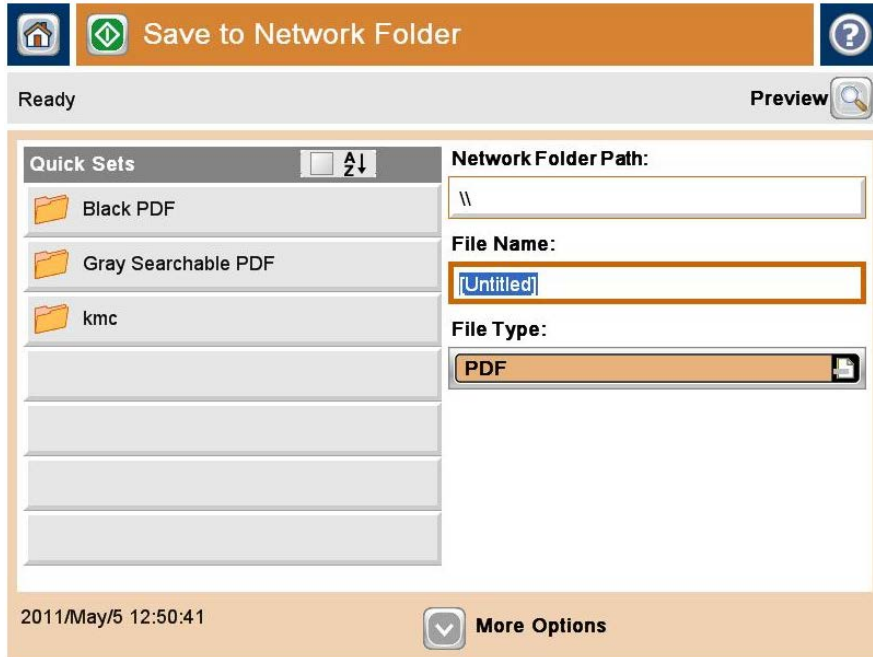 Save to Network Folder
?
Ready
Preview
Quick Sets
A
Z
Black PDF
Gray Searchable PDF
kmc
Network Folder Path:
\\
File Name:
[Untitled]
File Type:
PDF
2011/May/5 12:50:41
More Options